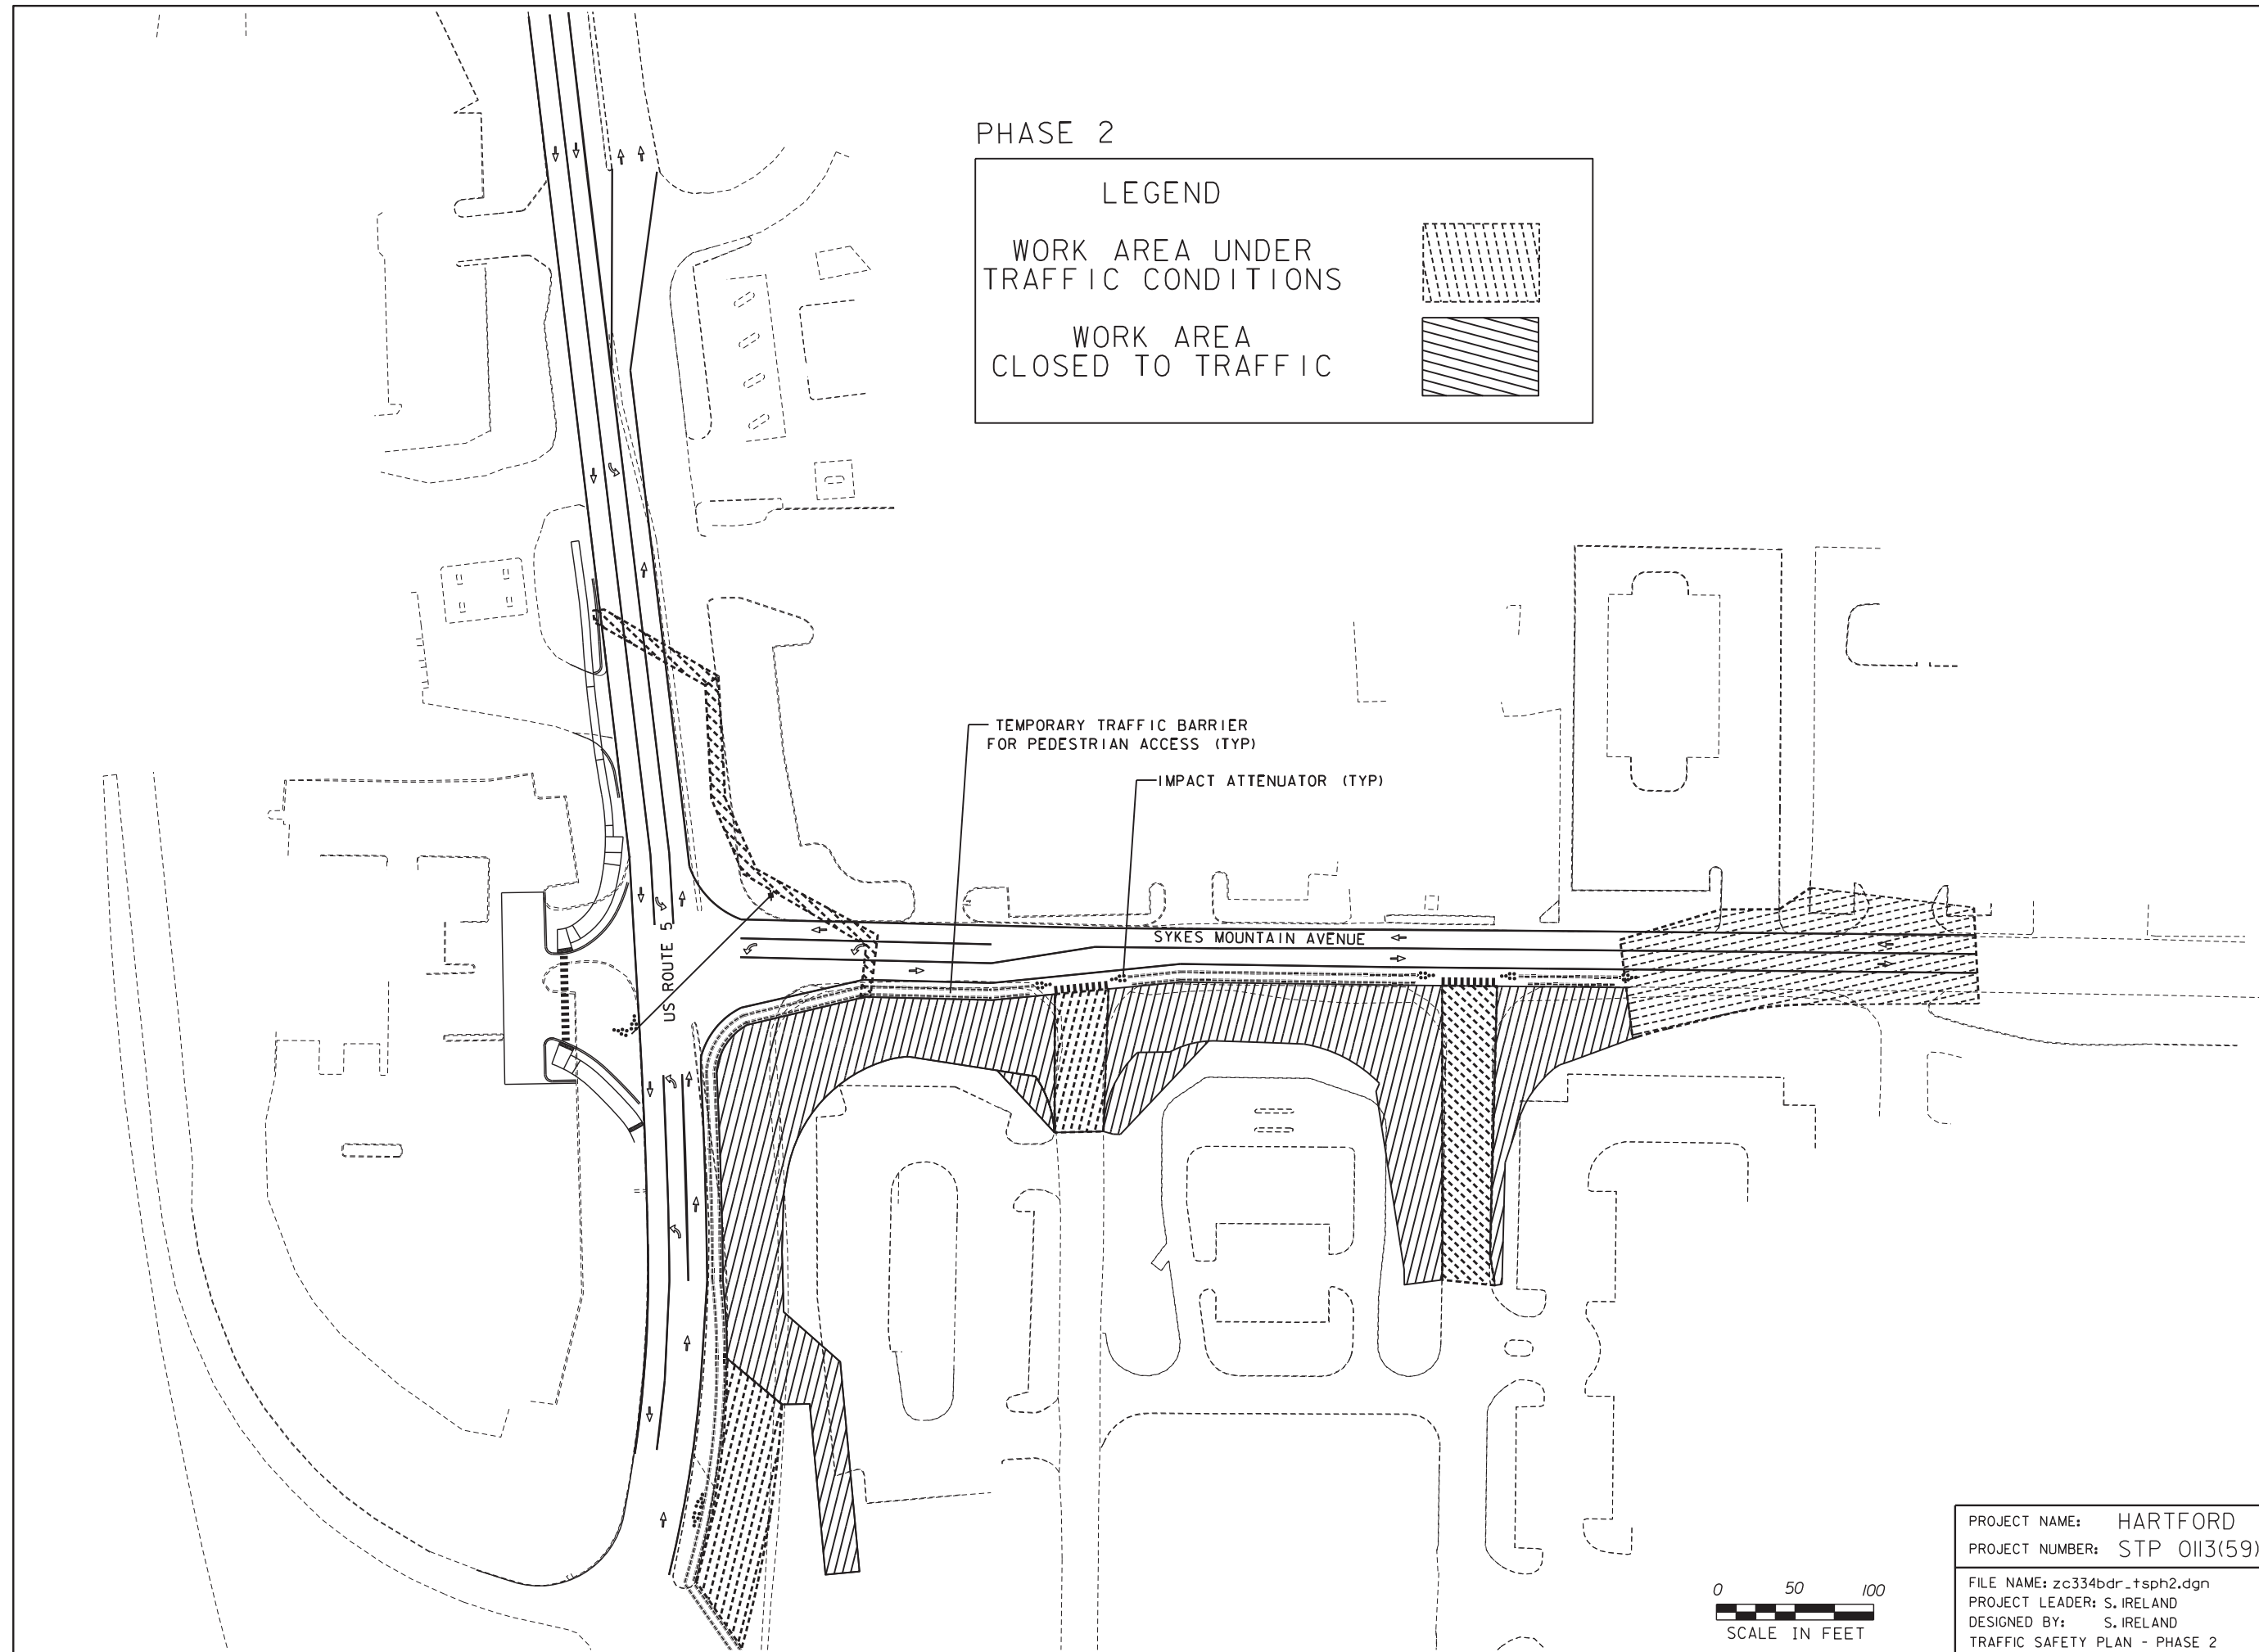 PHASE 2
LEGEND
WORK AREA UNDER
TRAFFIC CONDITIONS
WORK AREA
CLOSED TO TRAFFIC
TEMPORARY TRAFFIC BARRIER
FOR PEDESTRIAN ACCESS (TYP)
IMPACT ATTENUATOR (TYP)
SYKES MOUNTAIN AVENUE
US ROUTE 5
0 50 100
SCALE IN FEET
PROJECT NAME: HARTFORD
PROJECT NUMBER: STP 0113(59)
FILE NAME: zc334bdr_tsph2.dgn
PROJECT LEADER: S. IRELAND
DESIGNED BY: S. IRELAND
TRAFFIC SAFETY PLAN - PHASE 2